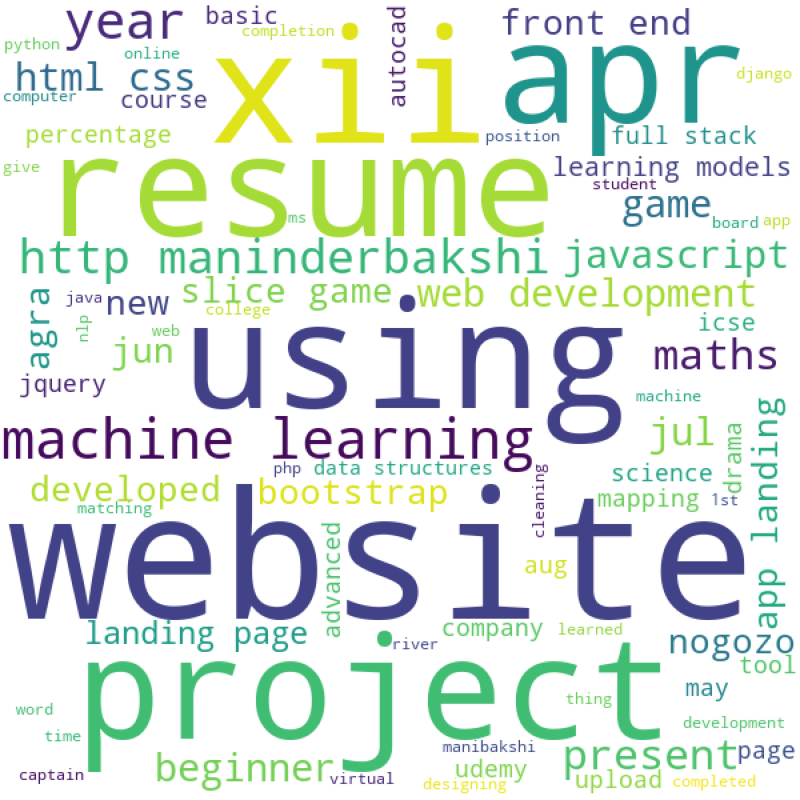 year
basic
completion
xii
autocad
front end
apr
python
online
html css
computer
course
django
percentage
position
full stack
give
resume
learning models
student
ms
game
board
app
http maninderbakshi
javascript
agra
java
new
slice game
web development
college
nlp
web
jun
using
icse
maths
jquery
machine
machine learning
jul
drama
app landing
php
data structures
cleaning
science
developed
bootstrap
mapping
1st
matching
website
advanced
aug
landing page
river
company
learned
nogozo
project
tool
may
thing
word
time
development
manibakshi
present
page
captain
beginner
virtual
udemy
designing
upload
completed